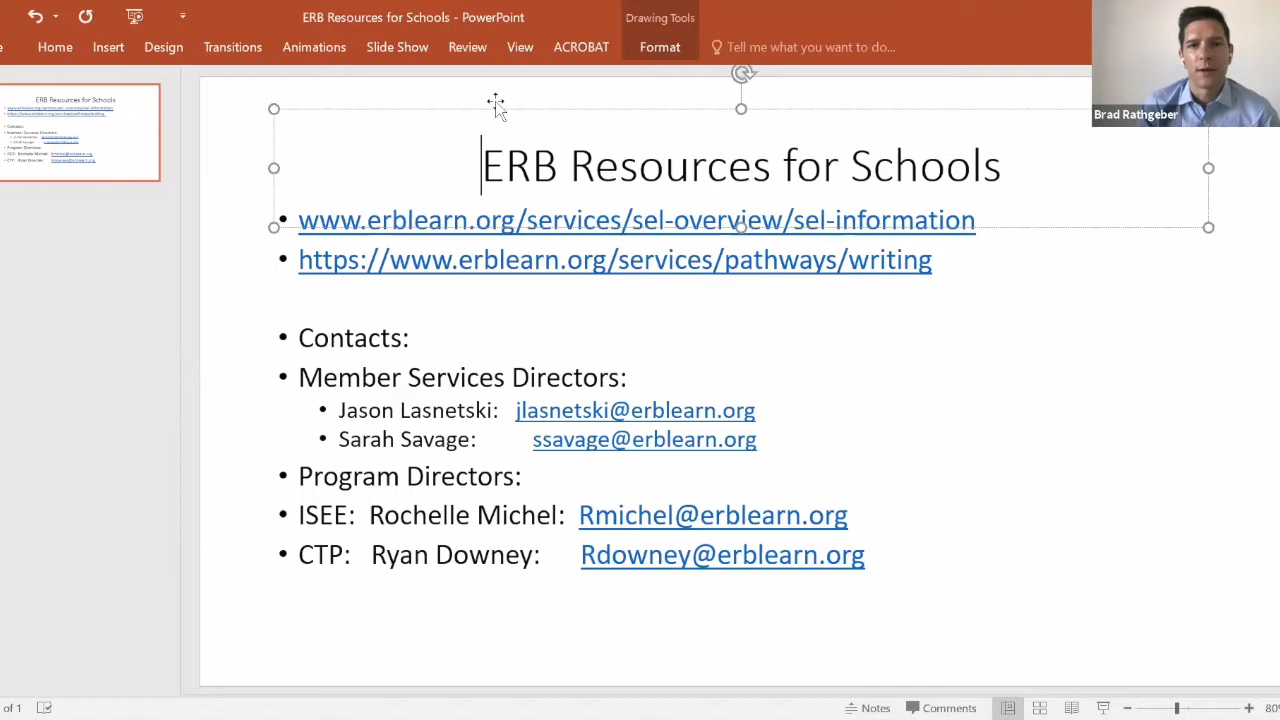 ERB Resources for Schools - PowerPoint
Drawing Tools
Home Insert Design Transitions Animations Slide Show Review View ACROBAT Format Tell me what you want to do...
Brad Rathgeber
ERB Resources for Schools
• www.erblearn.org/services/sel-overview/sel-information
• https://www.erblearn.org/services/pathways/writing
• Contacts:
• Member Services Directors:
• Jason Lasnetski: jlasnetski@erblearn.org
• Sarah Savage: ssavage@erblearn.org
• Program Directors:
• ISEE: Rochelle Michel: Rmichel@erblearn.org
• CTP: Ryan Downey: Rdowney@erblearn.org
of 1 Notes Comments